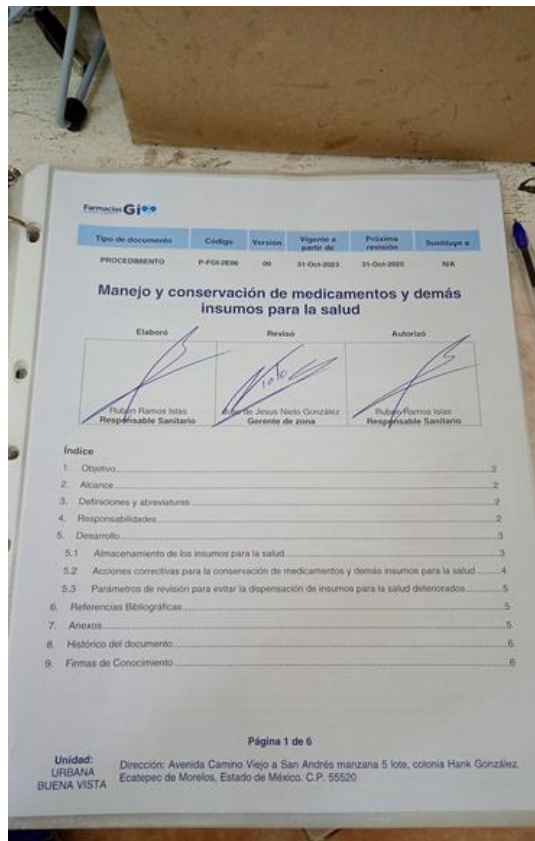 Farmacias Gi
Tipo de documento Código Versión Vigente a partir de Próxima revisión Sustituye a
PROCEDIMIENTO P-FGI-2E06 00 31-Oct-2023 31-Oct-2025 N/A
Manejo y conservación de medicamentos y demás
insumos para la salud
Elaboró Revisó Autorizó
Rubén Ramos Islas de Jesus Nieto González Rubén Ramos Islas
Responsable Sanitario Gerente de zona Responsable Sanitario
Índice
1. Objetivo 2
2. Alcance 2
3. Definiciones y abreviaturas 2
4. Responsabilidades 2
5. Desarrollo 3
5.1 Almacenamiento de los insumos para la salud 3
5.2 Acciones correctivas para la conservación de medicamentos y demás insumos para la salud 4
5.3 Parámetros de revisión para evitar la dispensación de insumos para la salud deteriorados 5
6. Referencias Bibliográficas 5
7. Anexos 5
8. Histórico del documento 6
9. Firmas de Conocimiento 6
Página 1 de 6
Unidad:
URBANA
BUENA VISTA
Dirección: Avenida Camino Viejo a San Andrés manzana 5 lote, colonia Hank González.
Ecatepec de Morelos, Estado de México. C.P. 55520